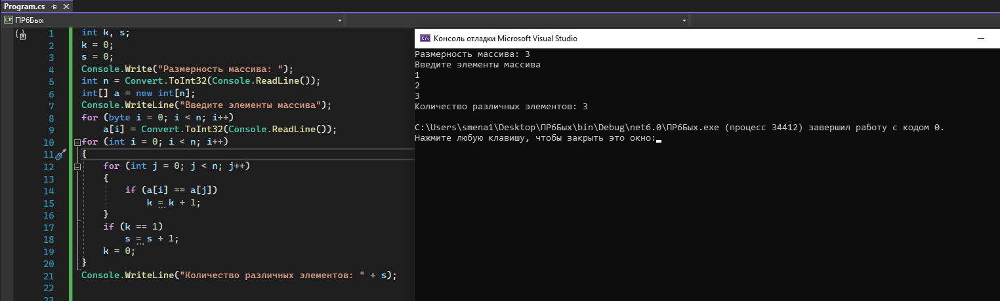 Program.cs
C# ПР6Бых
1 int k, s;
2 k = 0;
3 s = 0;
4 Console.Write("Размерность массива: ");
5 int n = Convert.ToInt32(Console.ReadLine());
6 int[] a = new int[n];
7 Console.WriteLine("Введите элементы массива");
8 for (byte i = 0; i < n; i++)
9 a[i] = Convert.ToInt32(Console.ReadLine());
10 for (int i = 0; i < n; i++)
11 {
12 for (int j = 0; j < n; j++)
13 {
14 if (a[i] == a[j])
15 k = k + 1;
16 }
17 if (k == 1)
18 s = s + 1;
19 k = 0;
20 }
21 Console.WriteLine("Количество различных элементов: " + s);
22
23
Консоль отладки Microsoft Visual Studio
Размерность массива: 3
Введите элементы массива
1
2
3
Количество различных элементов: 3
C:\Users\smena1\Desktop\ПР6Бых\bin\Debug\net6.0\ПР6Бых.exe (процесс 34412) завершил работу с кодом 0.
Нажмите любую клавишу, чтобы закрыть это окно: